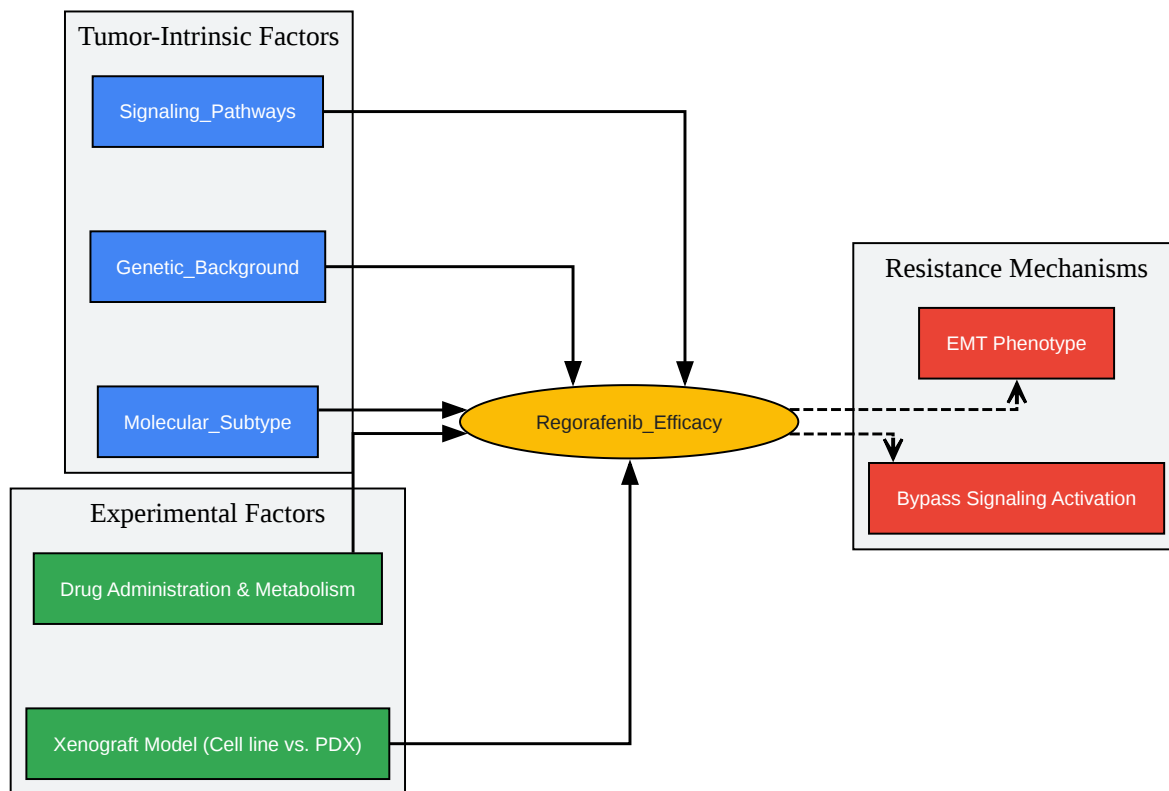 Tumor-Intrinsic Factors
Signaling_Pathways
Genetic_Background
Molecular_Subtype
Experimental Factors
Drug Administration & Metabolism
Xenograft Model (Cell line vs. PDX)
Regorafenib_Efficacy
Resistance Mechanisms
EMT Phenotype
Bypass Signaling Activation